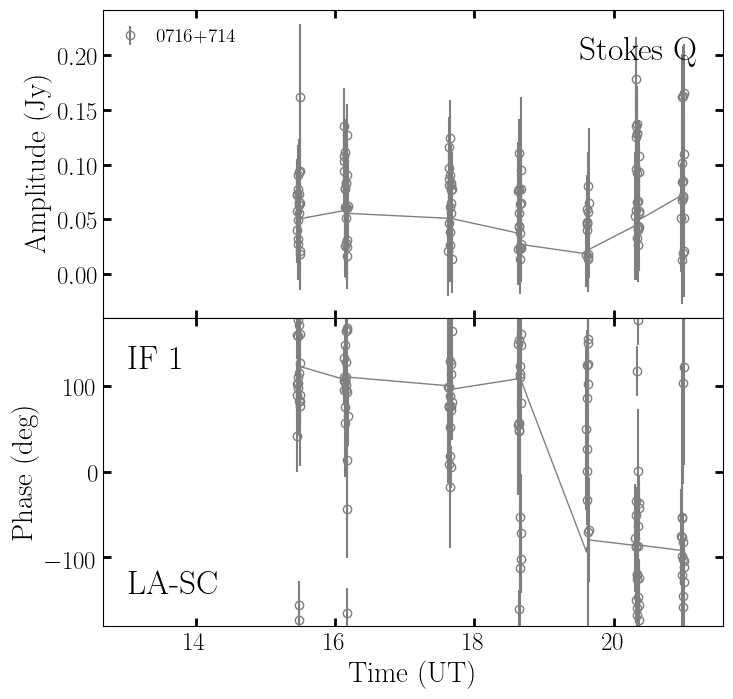 0716+714
Stokes Q
0.20
0.15
0.10
0.05
0.00
Amplitude (Jy)
IF 1
100
0
−100
Phase (deg)
LA-SC
14 16 18 20
Time (UT)